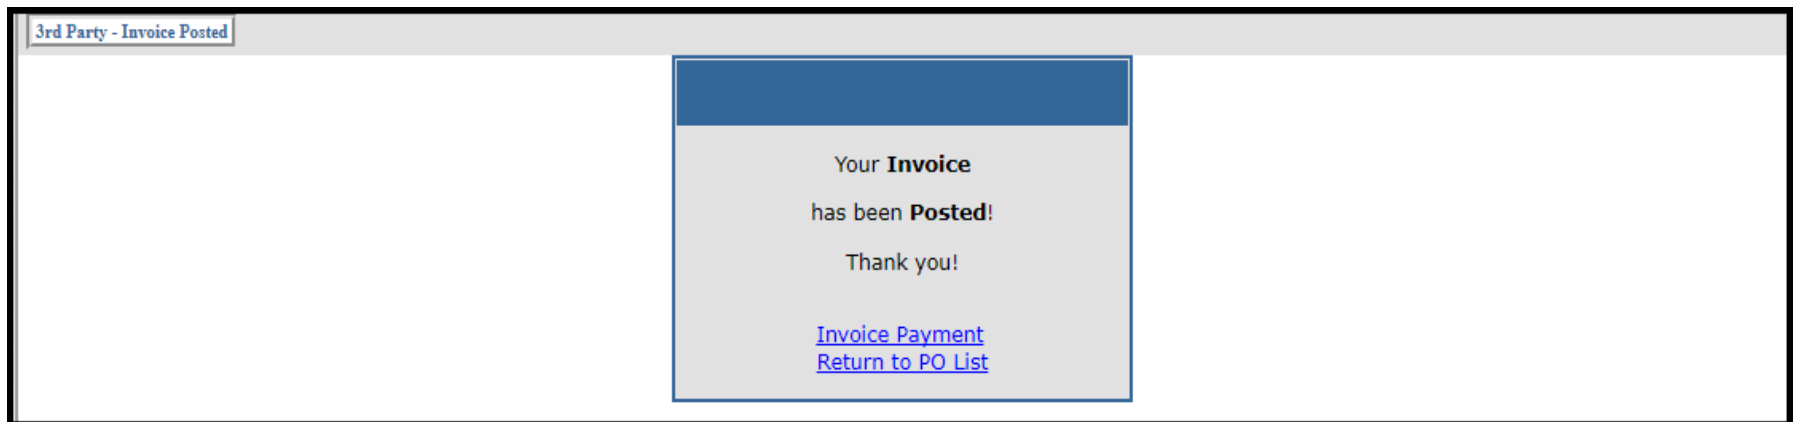 3rd Party - Invoice Posted
Your Invoice
has been Posted!
Thank you!
Invoice Payment
Return to PO List